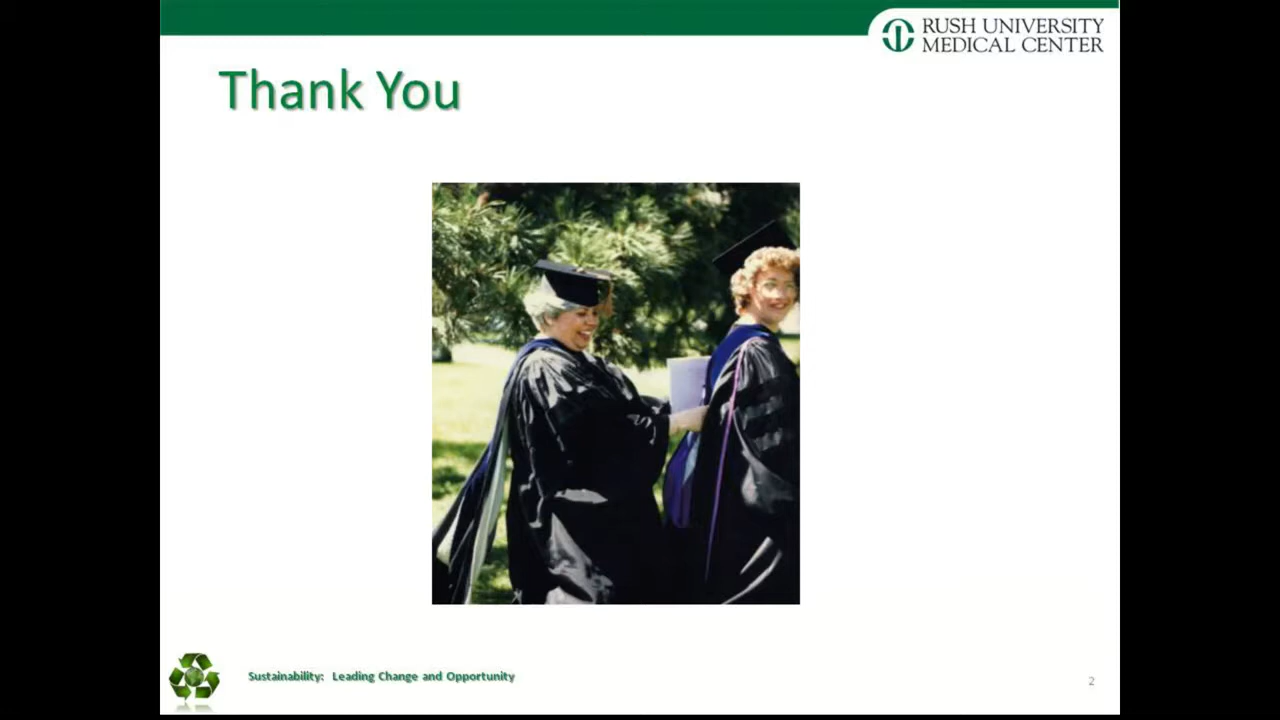 RUSH UNIVERSITY
MEDICAL CENTER
Thank You
Sustainability: Leading Change and Opportunity
2